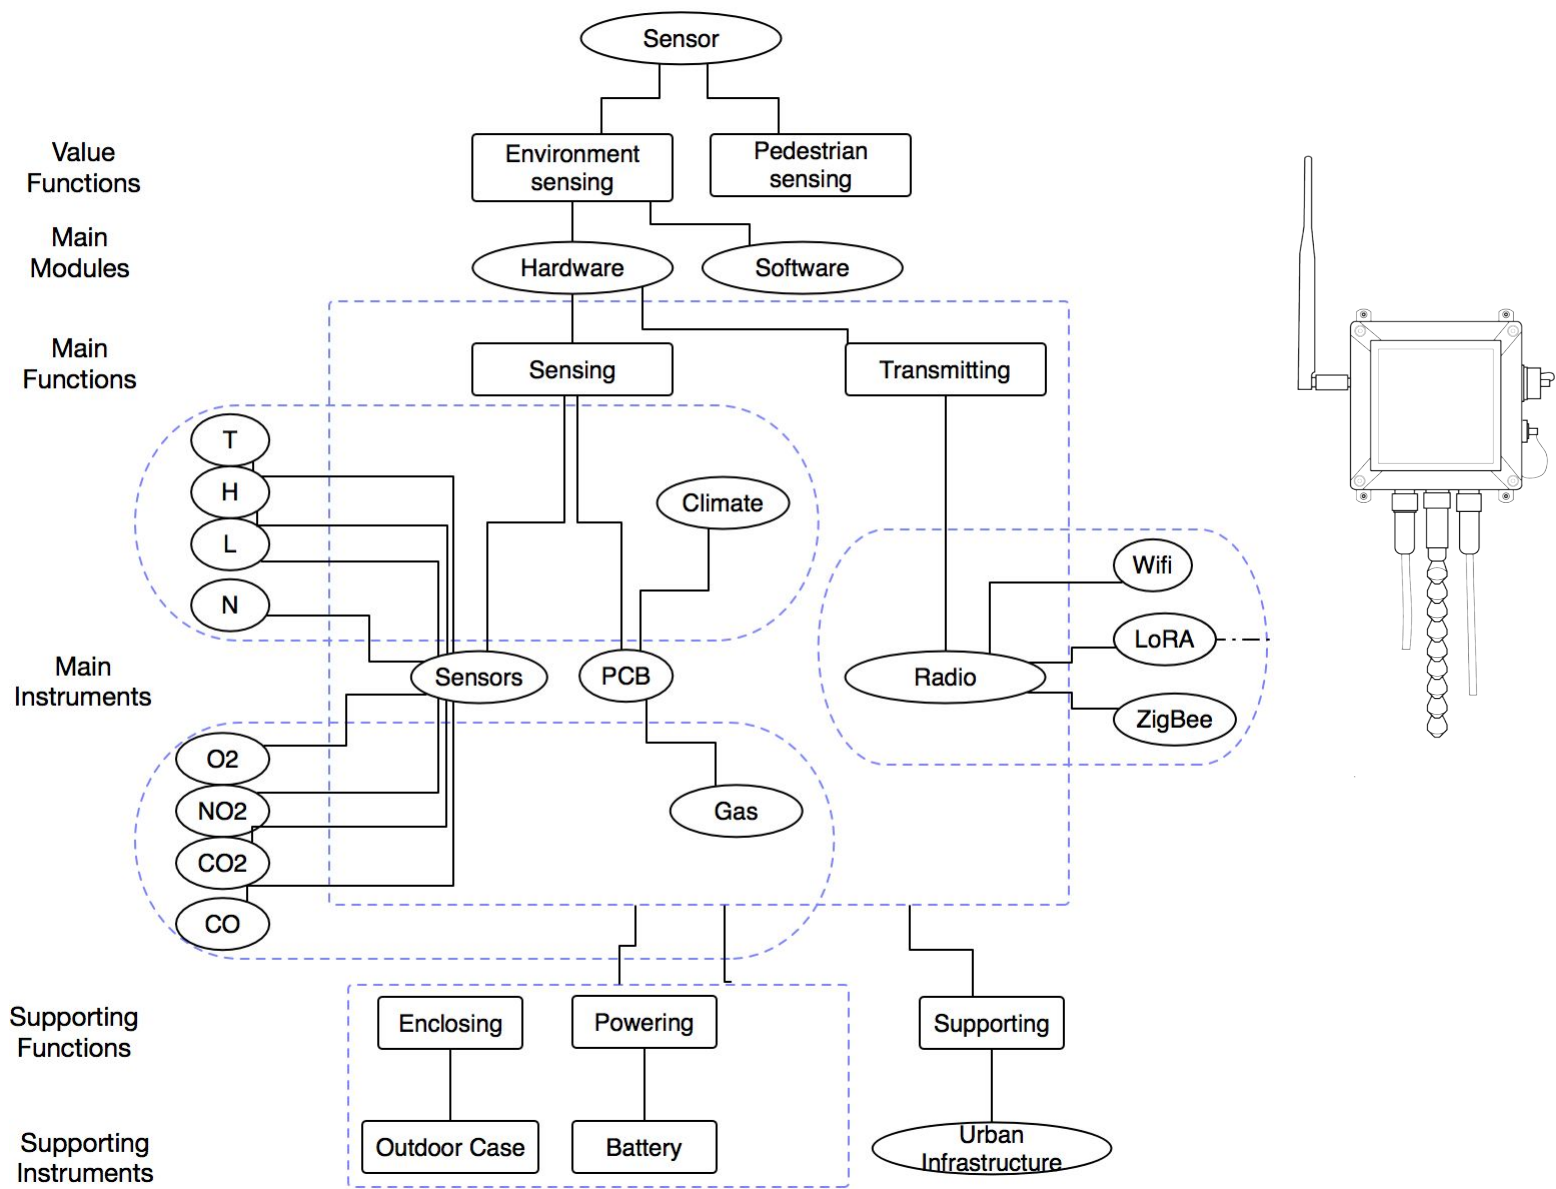 Sensor
Value
Functions
Environment
sensing
Pedestrian
sensing
Main
Modules
Hardware
Software
Main
Functions
Sensing
Transmitting
T
H
L
N
Climate
Wifi
LoRA
ZigBee
Main
Instruments
Sensors
PCB
Radio
O2
NO2
CO2
CO
Gas
Supporting
Functions
Enclosing
Powering
Supporting
Supporting
Instruments
Outdoor Case
Battery
Urban
Infrastructure